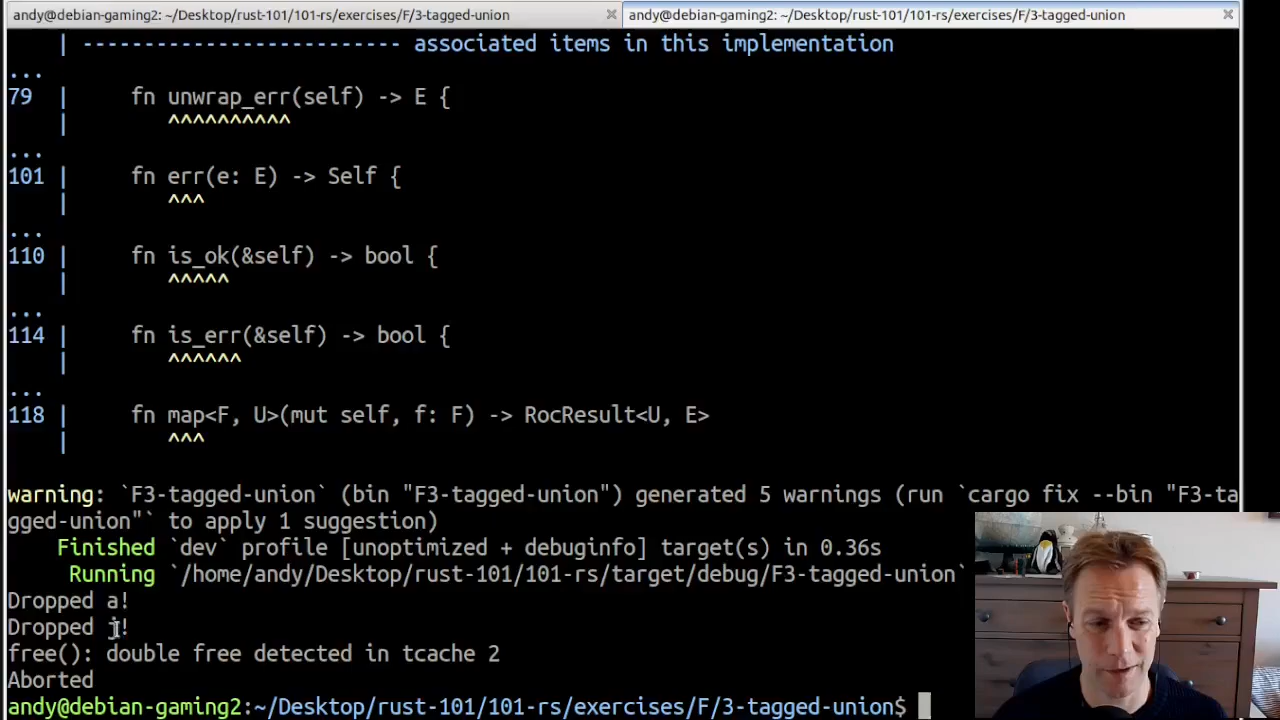 andy@debian-gaming2: ~/Desktop/rust-101/101-rs/exercises/F/3-tagged-union × andy@debian-gaming2: ~/Desktop/rust-101/101-rs/exercises/F/3-tagged-union ×
| -------------------------- associated items in this implementation
...
79 | fn unwrap_err(self) -> E {
| ^^^^^^^^^^
...
101 | fn err(e: E) -> Self {
| ^^^
...
110 | fn is_ok(&self) -> bool {
| ^^^^^
...
114 | fn is_err(&self) -> bool {
| ^^^^^^
...
118 | fn map<F, U>(mut self, f: F) -> RocResult<U, E>
| ^^^
warning: `F3-tagged-union` (bin "F3-tagged-union") generated 5 warnings (run `cargo fix --bin "F3-ta
gged-union"` to apply 1 suggestion)
Finished `dev` profile [unoptimized + debuginfo] target(s) in 0.36s
Running `/home/andy/Desktop/rust-101/101-rs/target/debug/F3-tagged-union`
Dropped a!
Dropped j!
free(): double free detected in tcache 2
Aborted
andy@debian-gaming2:~/Desktop/rust-101/101-rs/exercises/F/3-tagged-union$